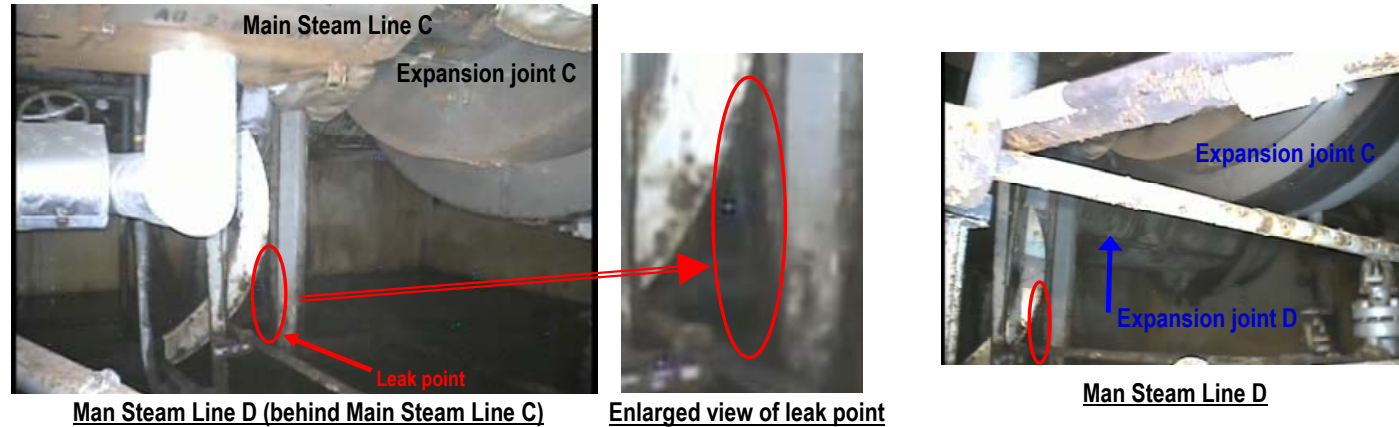 Main Steam Line C
Expansion joint C
Leak point
Man Steam Line D (behind Main Steam Line C)
Enlarged view of leak point
Expansion joint C
Expansion joint D
Man Steam Line D